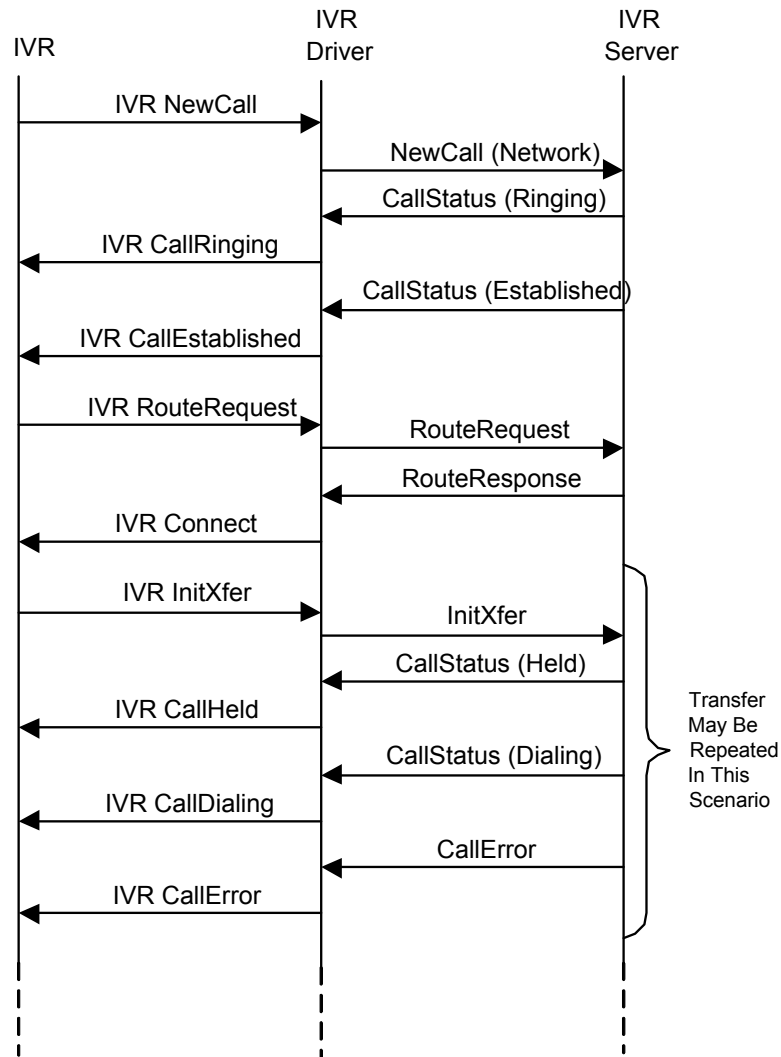 IVR
IVR
Driver
IVR
Server
IVR NewCall
NewCall (Network)
CallStatus (Ringing)
IVR CallRinging
CallStatus (Established)
IVR CallEstablished
IVR RouteRequest
RouteRequest
RouteResponse
IVR Connect
IVR InitXfer
InitXfer
CallStatus (Held)
IVR CallHeld
CallStatus (Dialing)
IVR CallDialing
CallError
IVR CallError
Transfer
May Be
Repeated
In This
Scenario